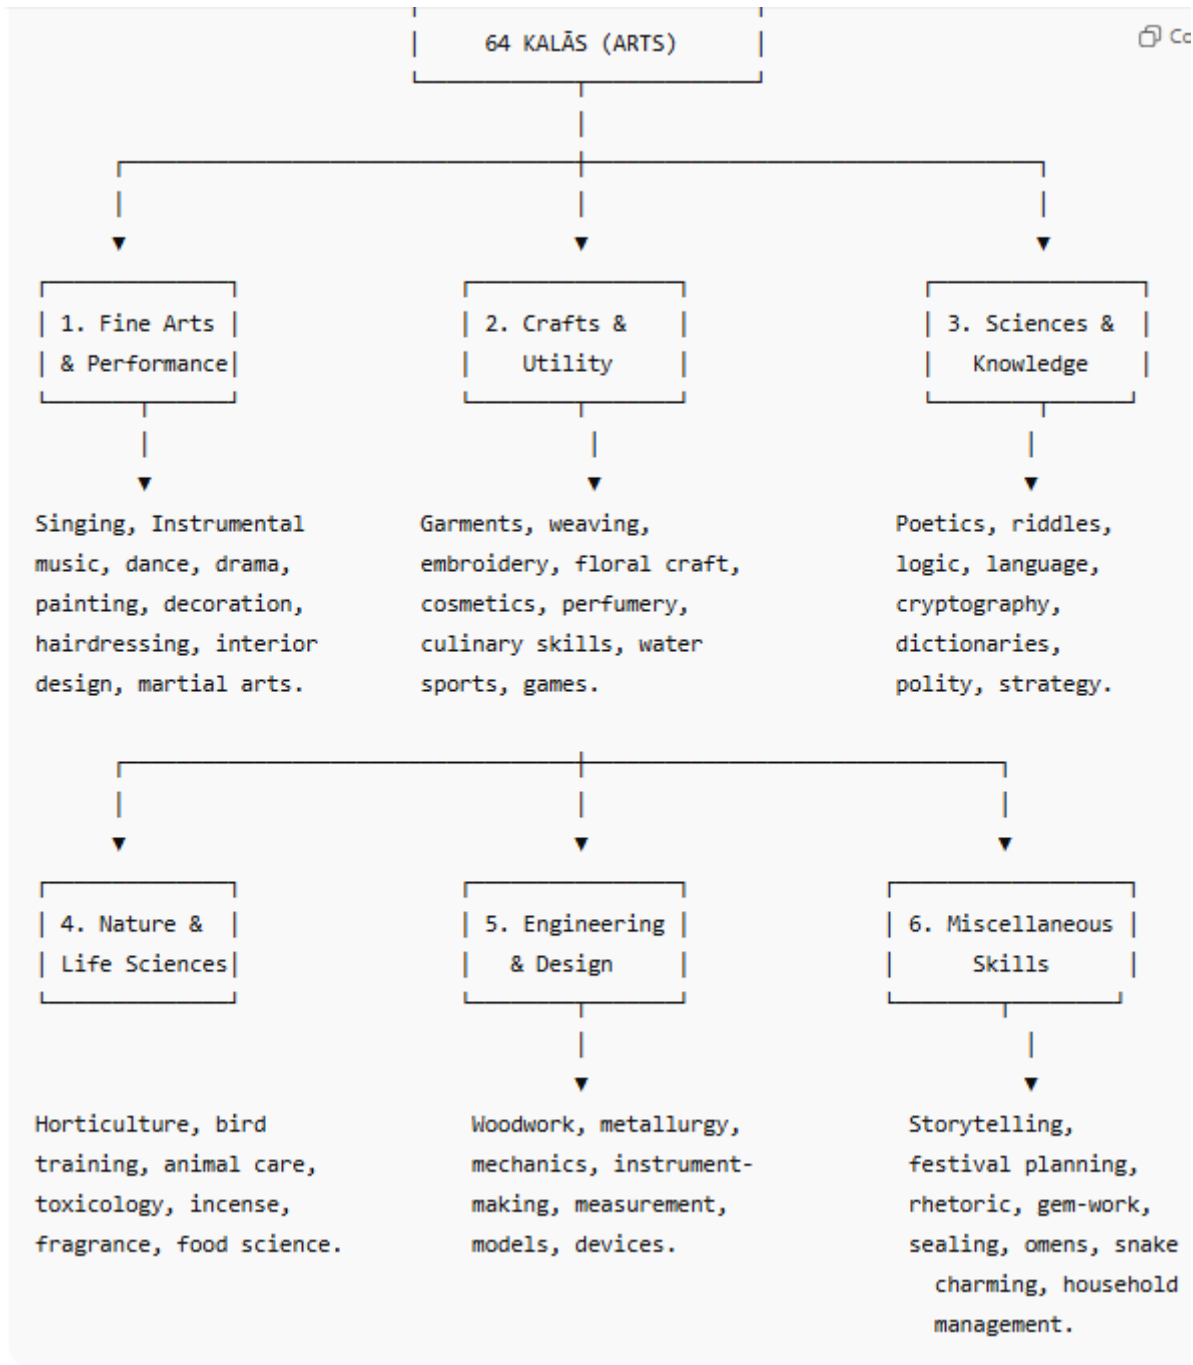 64 KALĀS (ARTS)
Co
1. Fine Arts
& Performance
2. Crafts &
Utility
3. Sciences &
Knowledge
Singing, Instrumental
music, dance, drama,
painting, decoration,
hairdressing, interior
design, martial arts.
Garments, weaving,
embroidery, floral craft,
cosmetics, perfumery,
culinary skills, water
sports, games.
Poetics, riddles,
logic, language,
cryptography,
dictionaries,
polity, strategy.
4. Nature &
Life Sciences
5. Engineering
& Design
6. Miscellaneous
Skills
Horticulture, bird
training, animal care,
toxicology, incense,
fragrance, food science.
Woodwork, metallurgy,
mechanics, instrument-
making, measurement,
models, devices.
Storytelling,
festival planning,
rhetoric, gem-work,
sealing, omens, snake
charming, household
management.